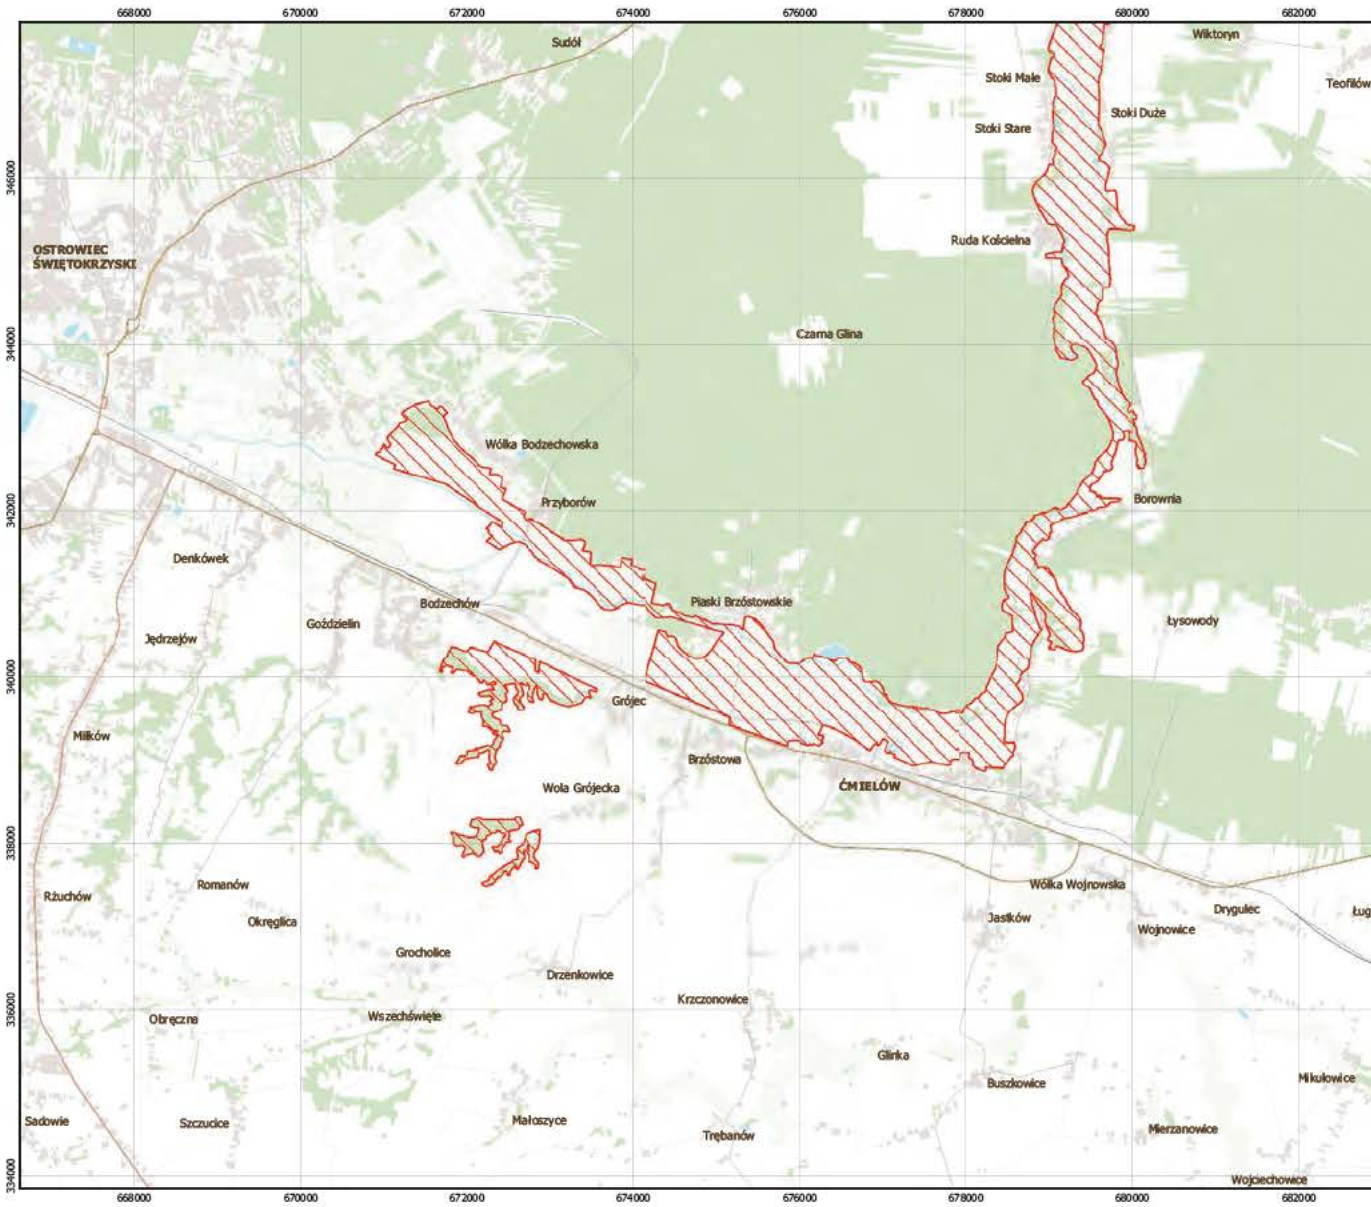 668000 670000 672000 674000 676000 678000 680000 682000
Sudół
Wiktoryn
Stoki Małe
Teofilów
Stoki Duże
Stoki Stare
346000
OSTROWIEC
ŚWIĘTOKRZYSKI
Ruda Kościelna
344000
Czarna Glina
Wólka Bodzechowska
Przyborów
Borownia
342000
Denkówek
Bodzechów
Piaski Brzóstowskie
Goździelin
Łysowody
Jędrzejów
340000
Grójec
Miłków
Brzóstowa
Wola Grójecka
ĆMIELÓW
338000
Rżuchów
Romanów
Wólka Wojnowska
Okręglica
Jastków
Drygulec
Ług
Wojnowice
Grocholice
Drzenkowice
Krzczonowice
336000
Obręczna
Wszechświęte
Glinka
Buszkowice
Mikułowice
Sadowie
Szczucice
Małoszyce
Trębanów
Mierzanowice
334000
Wojciechowice
668000 670000 672000 674000 676000 678000 680000 682000